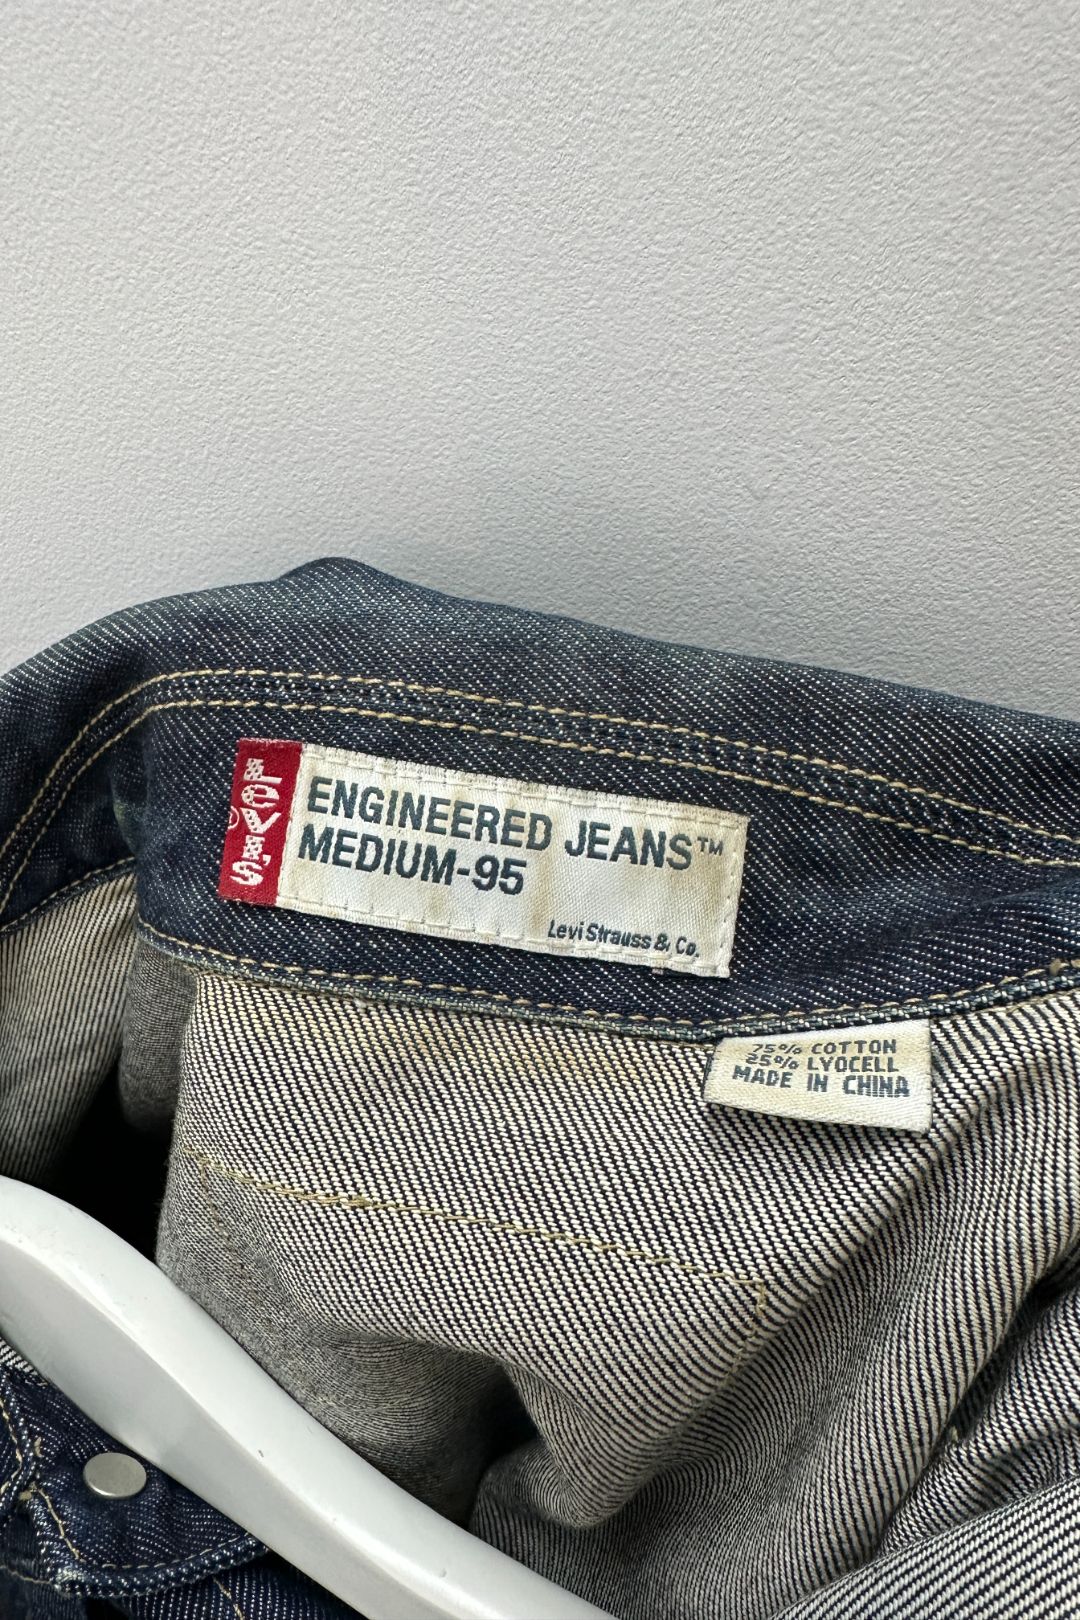 LEVI'S ®
ENGINEERED JEANS™
MEDIUM-95
Levi Strauss & Co.
75% COTTON
25% LYOCELL
MADE IN CHINA